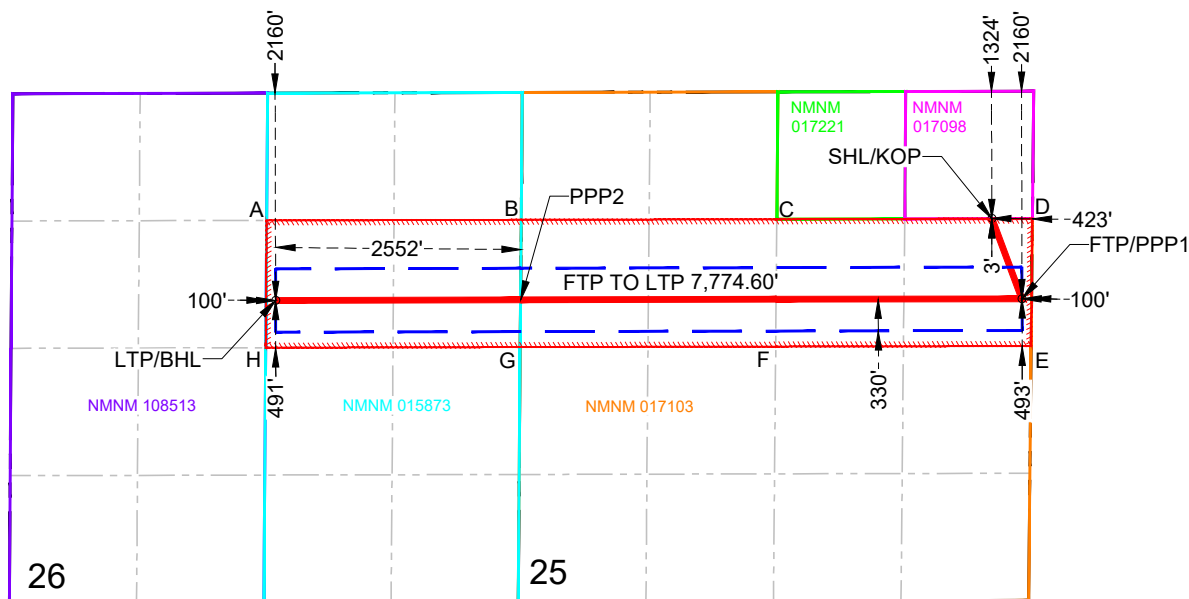 2160'
1324'
2160'
NMNM
017221
NMNM
017098
SHL/KOP
A
B
C
D
423'
PPP2
FTP/PPP1
2552'
3'
FTP TO LTP 7,774.60'
100'
100'
LTP/BHL
H
G
F
E
491'
330'
493'
NMNM 108513
NMNM 015873
NMNM 017103
26
25